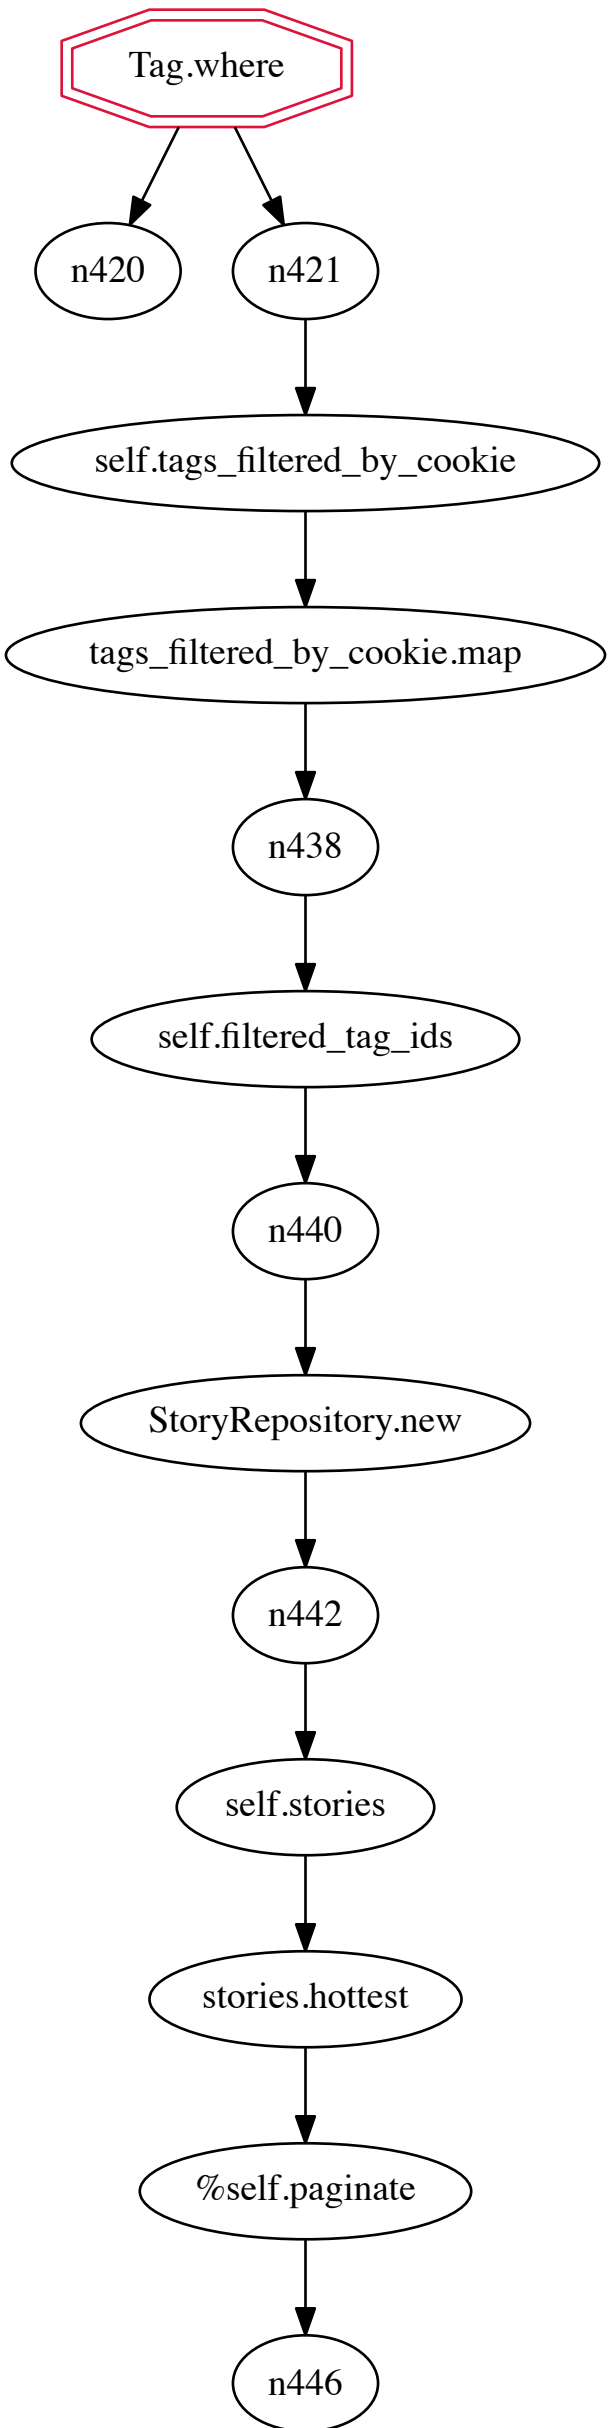 Tag.where
n420
n421
self.tags_filtered_by_cookie
tags_filtered_by_cookie.map
n438
self.filtered_tag_ids
n440
StoryRepository.new
n442
self.stories
stories.hottest
%self.paginate
n446